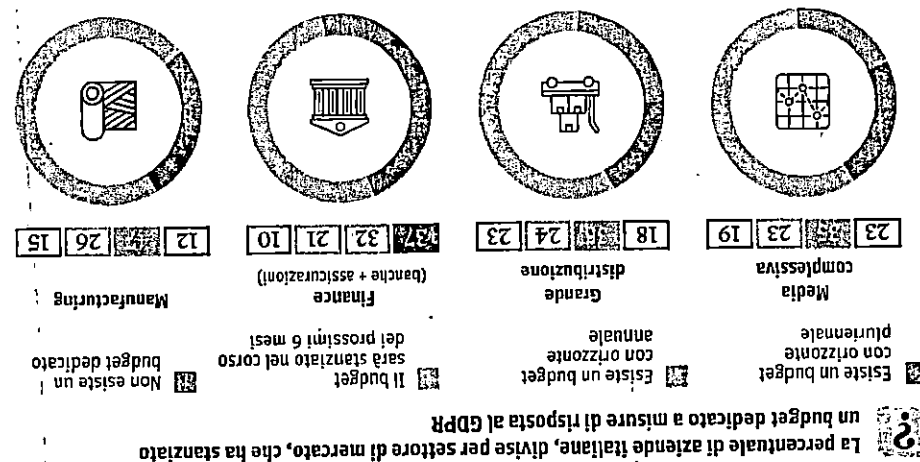 La percentuale di aziende italiane, divise per settore di mercato, che ha stanziato
un budget dedicato a misure di risposta al GDPR
Esiste un budget
con orizzonte
pluriennale
Esiste un budget
con orizzonte
annuale
Il budget
sarà stanziato nel corso
dei prossimi 6 mesi
Non esiste un
budget dedicato
Media
complessiva
23 23 19
Grande
distribuzione
18 24 23
Finance
(banche + assicurazioni)
37 32 21 10
Manufacturing
12 26 15